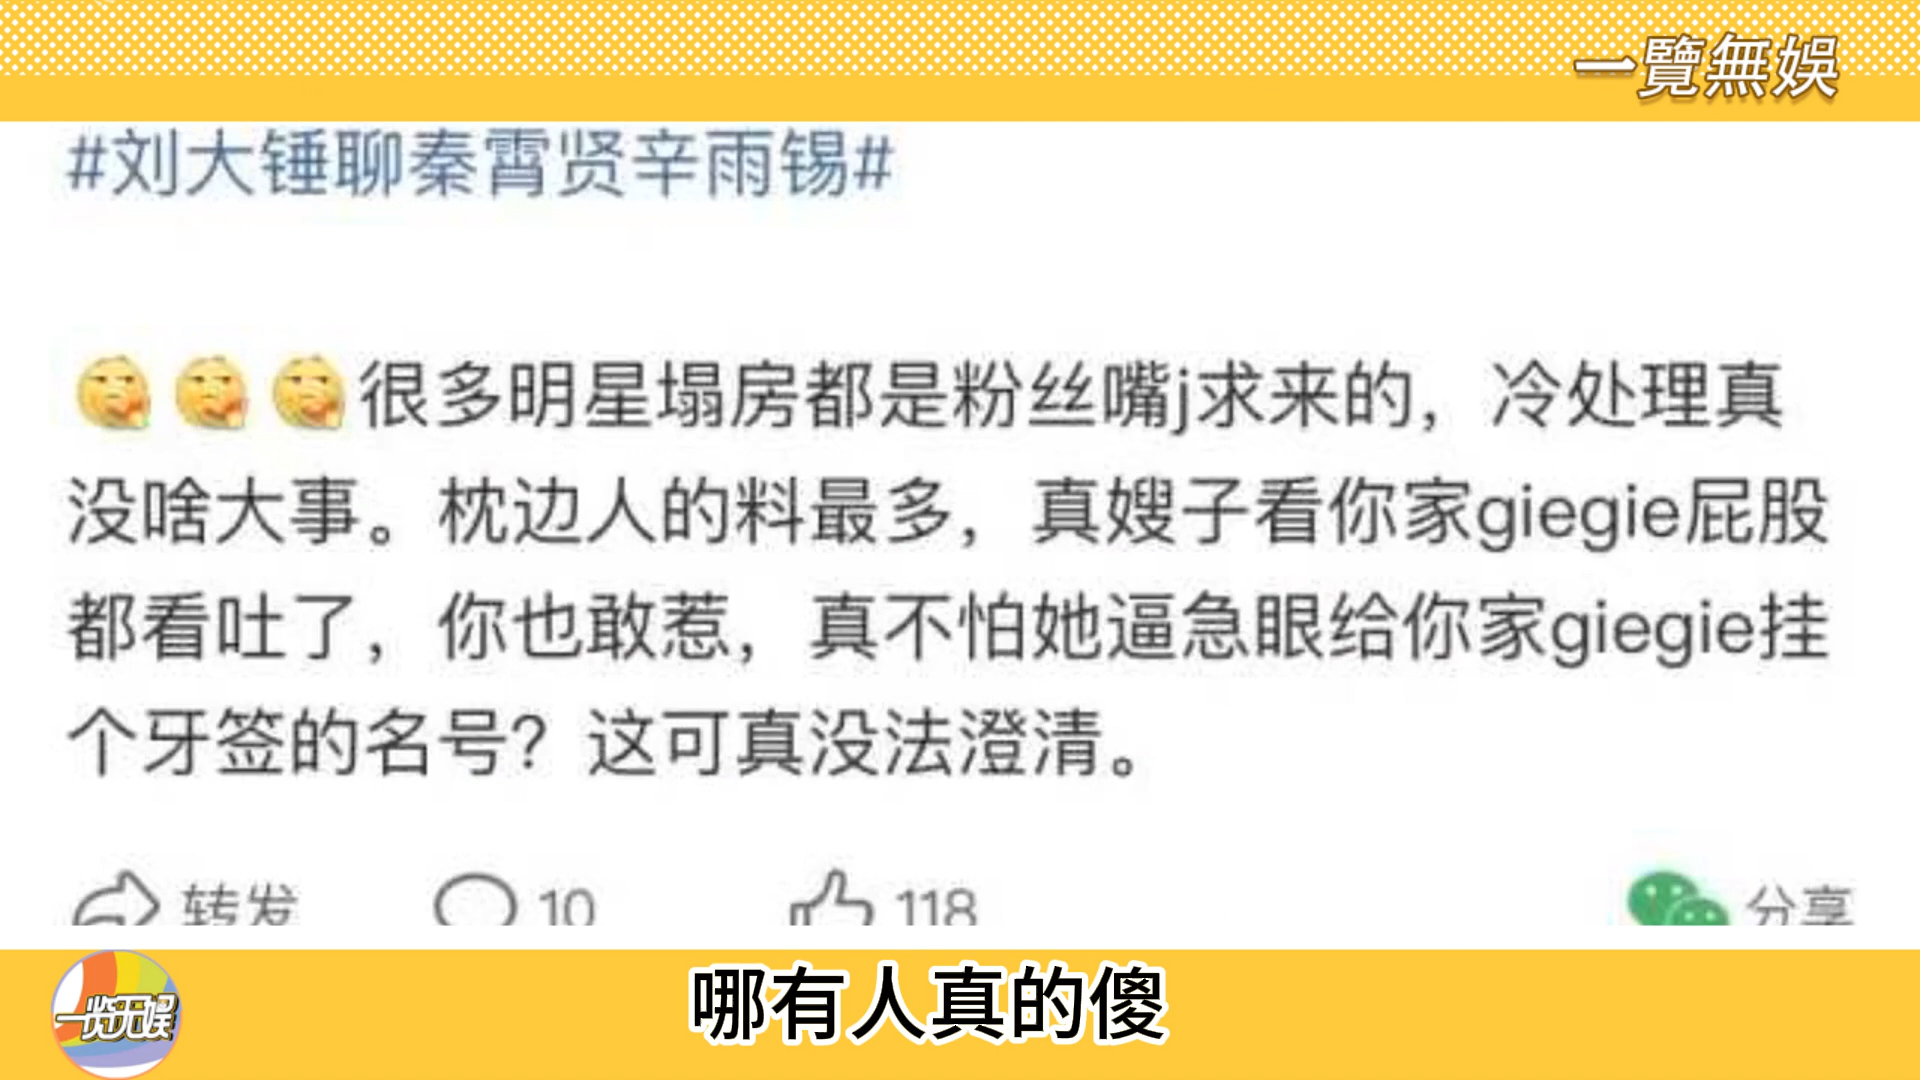 一覽無娛
#刘大锤聊秦霄贤辛雨锡#
很多明星塌房都是粉丝嘴j求来的，冷处理真
没啥大事。枕边人的料最多，真嫂子看你家giegie屁股
都看吐了，你也敢惹，真不怕她逼急眼给你家giegie挂
个牙签的名号？这可真没法澄清。
转发 10 118 分享
一览无娱
哪有人真的傻